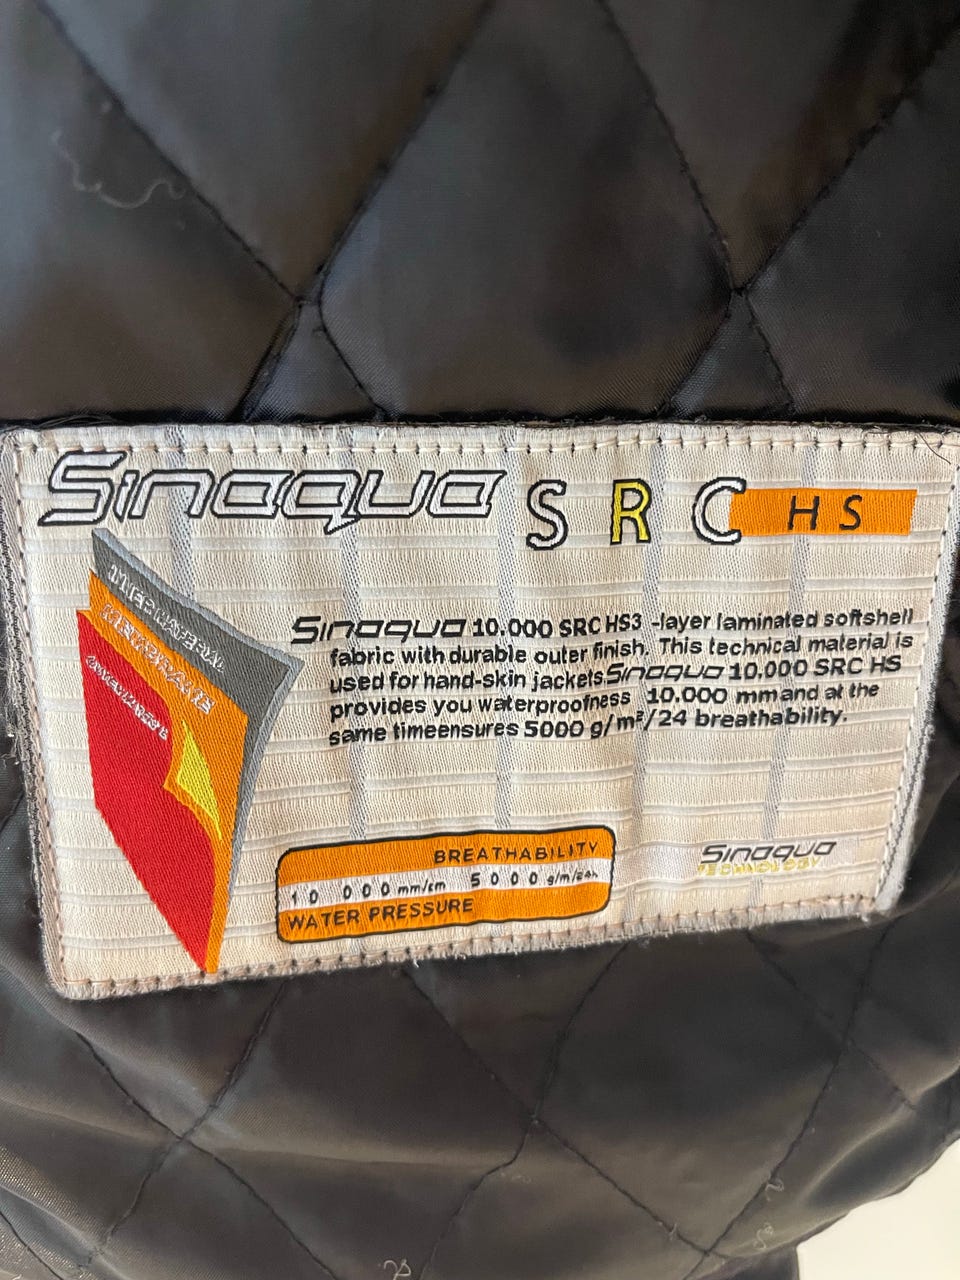 Sinaqua SRC HS
Sinaqua 10.000 SRC HS3 -layer laminated softshell
fabric with durable outer finish. This technical material is
used for hand-skin jackets.Sinaqua 10.000 SRC HS
provides you waterproofness 10.000 mmand at the
same timeensures 5000 g/m²/24 breathability.
BREATHABILITY
10 000 mm/cm 5000 g/m/24h
WATER PRESSURE
Sinaqua
TECHNOLOGY